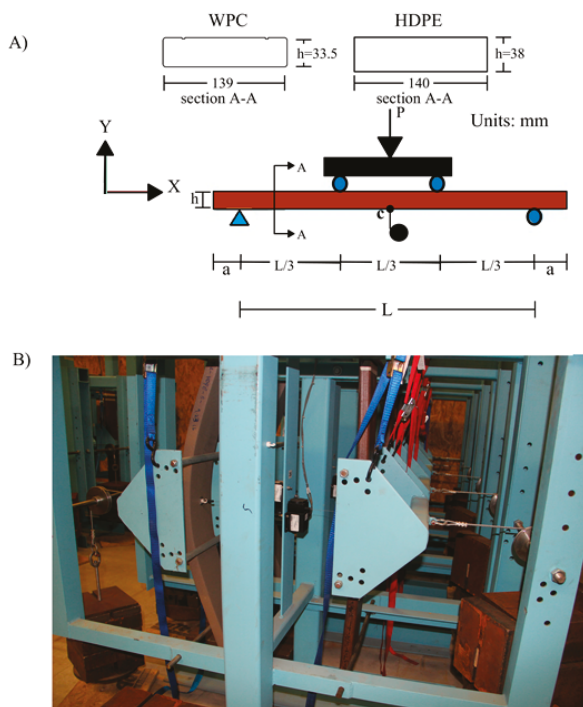 A)
WPC
HDPE
h=33.5
h=38
139
140
section A-A
section A-A
P
Units: mm
Y
X
A
h
c
A
a
L/3
L/3
L/3
a
L
B)